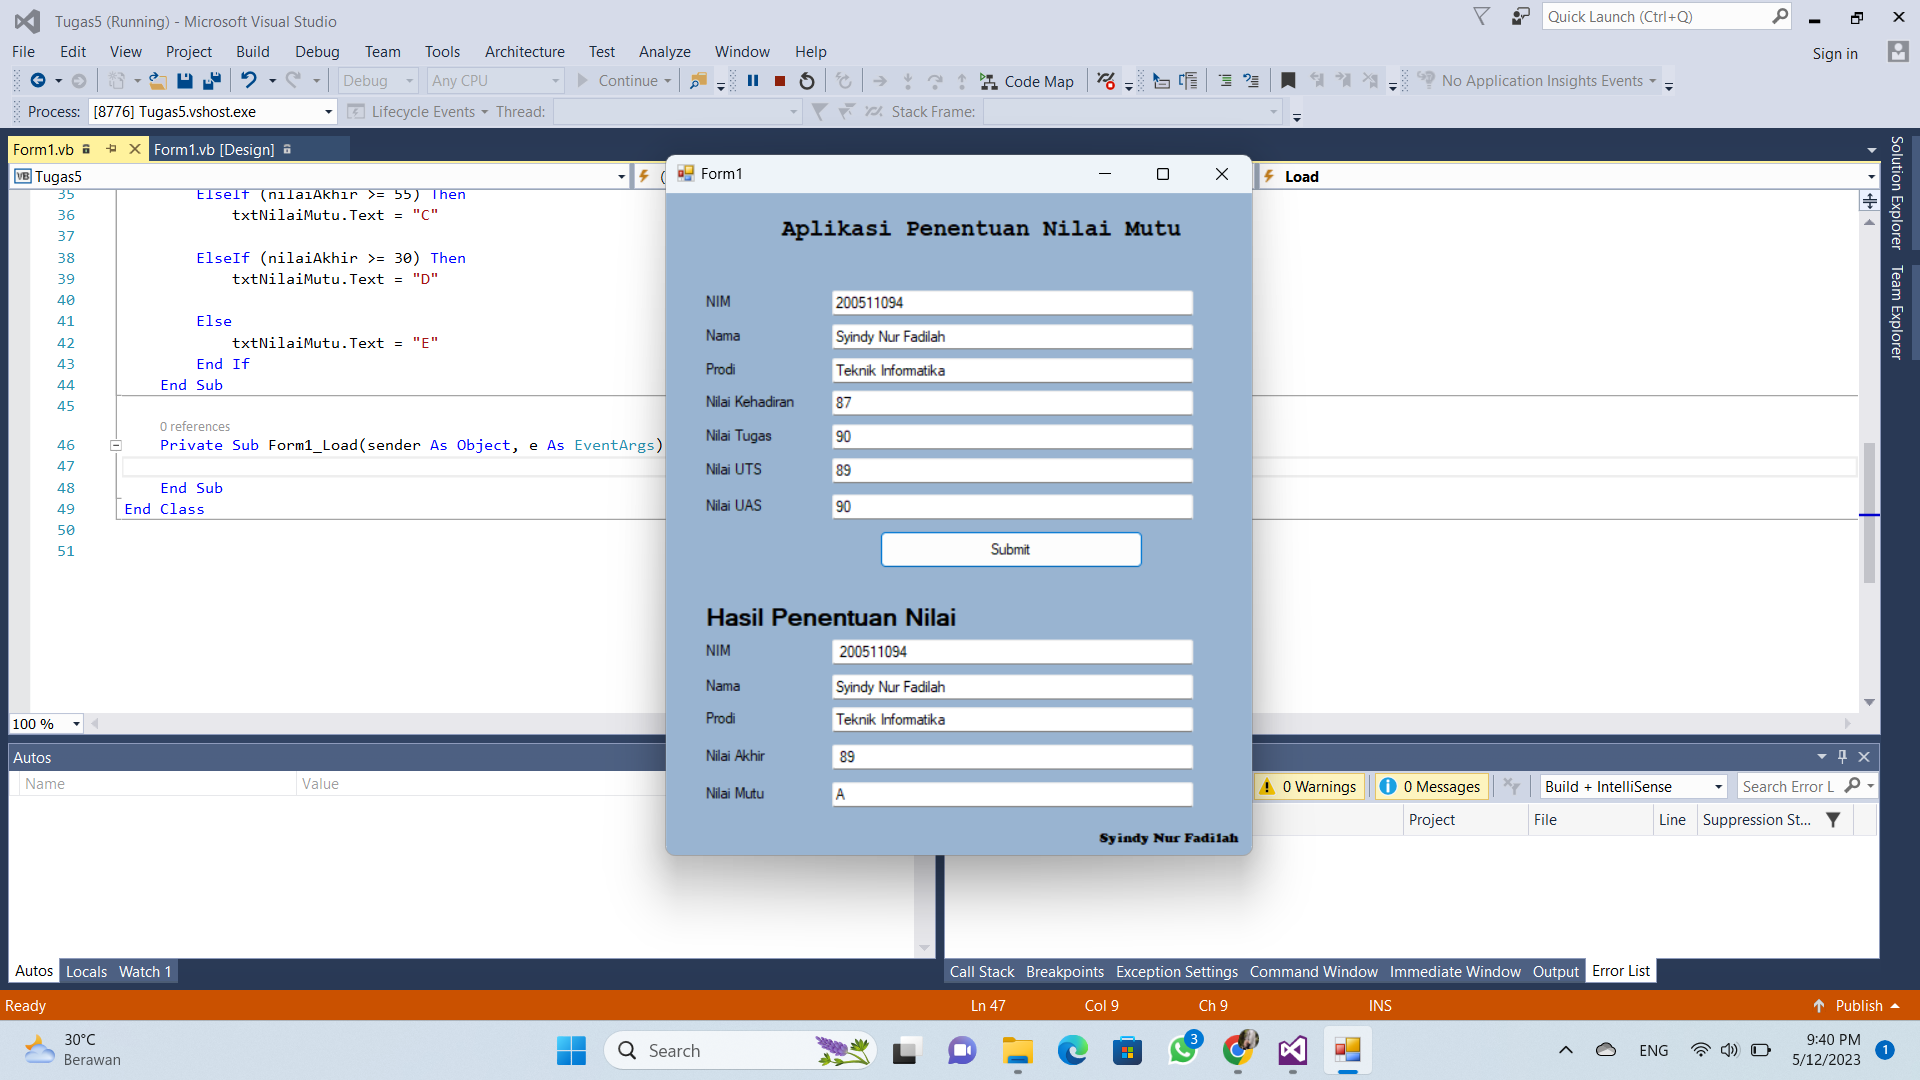 Tugas5 (Running) - Microsoft Visual Studio
Quick Launch (Ctrl+Q)
File Edit View Project Build Debug Team Tools Architecture Test Analyze Window Help
Sign in
Debug Any CPU Continue Code Map No Application Insights Events
Process: [8776] Tugas5.vshost.exe Lifecycle Events Thread: Stack Frame:
Form1.vb Form1.vb [Design]
VB Tugas5 Load
35 ElseIf (nilaiAkhir >= 55) Then
36 txtNilaiMutu.Text = "C"
37
38 ElseIf (nilaiAkhir >= 30) Then
39 txtNilaiMutu.Text = "D"
40
41 Else
42 txtNilaiMutu.Text = "E"
43 End If
44 End Sub
45
0 references
46 Private Sub Form1_Load(sender As Object, e As EventArgs)
47
48 End Sub
49 End Class
50
51
100 %
Solution Explorer
Team Explorer
Form1
Aplikasi Penentuan Nilai Mutu
NIM 200511094
Nama Syindy Nur Fadilah
Prodi Teknik Informatika
Nilai Kehadiran 87
Nilai Tugas 90
Nilai UTS 89
Nilai UAS 90
Submit
Hasil Penentuan Nilai
NIM 200511094
Nama Syindy Nur Fadilah
Prodi Teknik Informatika
Nilai Akhir 89
Nilai Mutu A
Syindy Nur Fadilah
Autos
Name Value
0 Warnings 0 Messages Build + IntelliSense Search Error L
Project File Line Suppression St...
Autos Locals Watch 1
Call Stack Breakpoints Exception Settings Command Window Immediate Window Output Error List
Ready Ln 47 Col 9 Ch 9 INS Publish
30°C
Berawan
Search
3
ENG
9:40 PM
5/12/2023
1